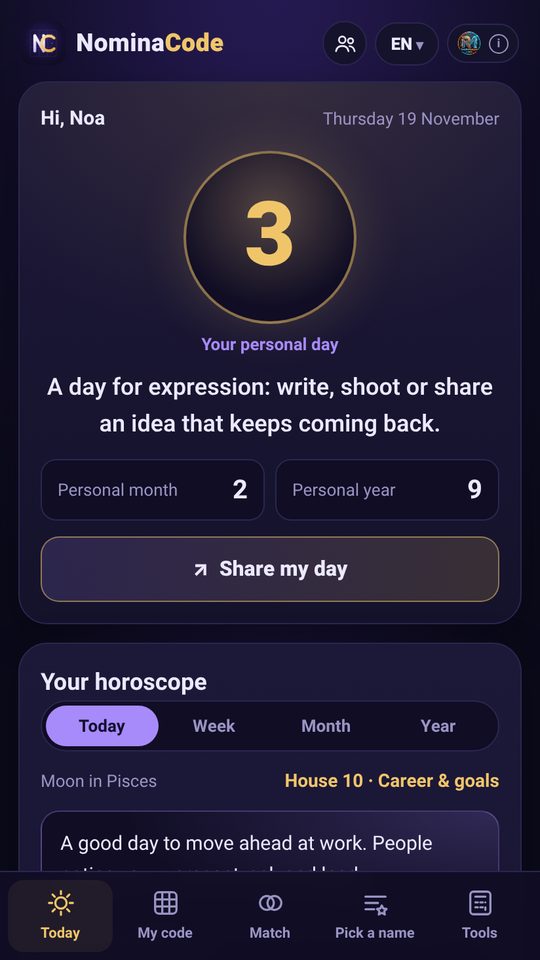 NominaCode
EN ▾
Hi, Noa
Thursday 19 November
3
Your personal day
A day for expression: write, shoot or share
an idea that keeps coming back.
Personal month 2
Personal year 9
Share my day
Your horoscope
Today Week Month Year
Moon in Pisces
House 10 · Career & goals
A good day to move ahead at work. People
Today My code Match Pick a name Tools